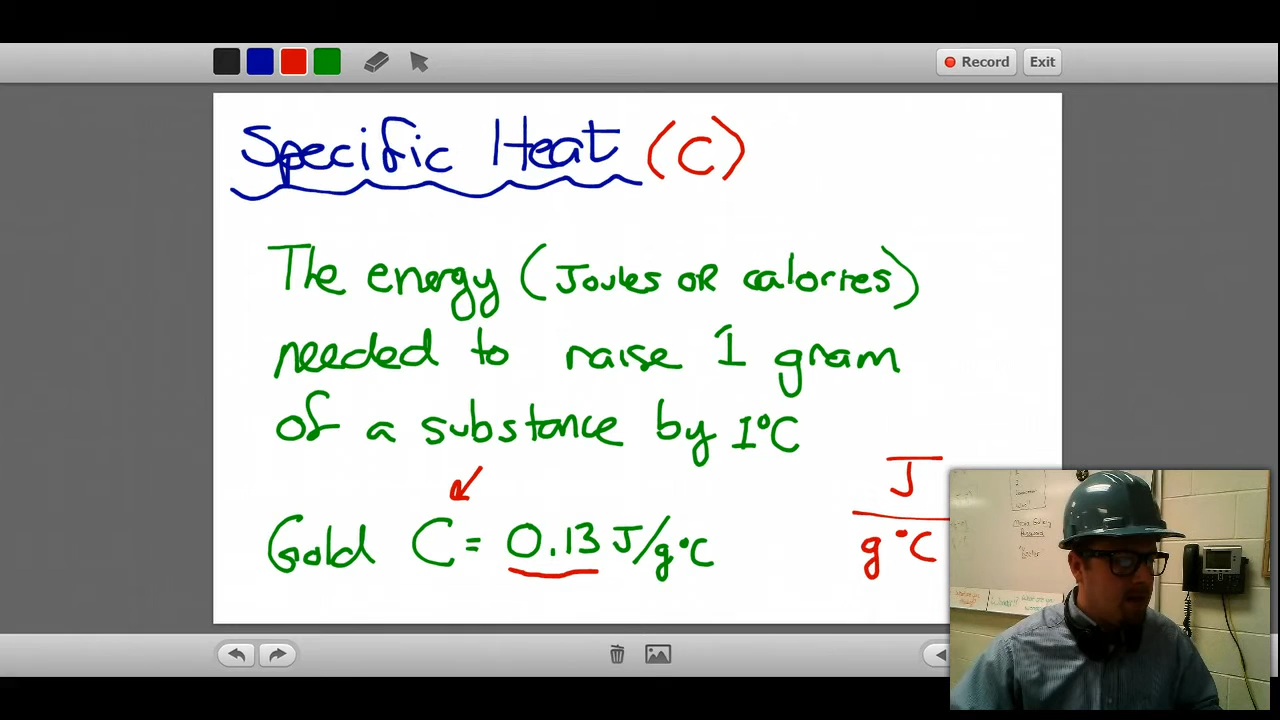 Record Exit
Specific Heat (C)
The energy (Joules OR calories)
needed to raise 1 gram
of a substance by 1°C
Gold C = 0.13 J/g°C
J
g°C